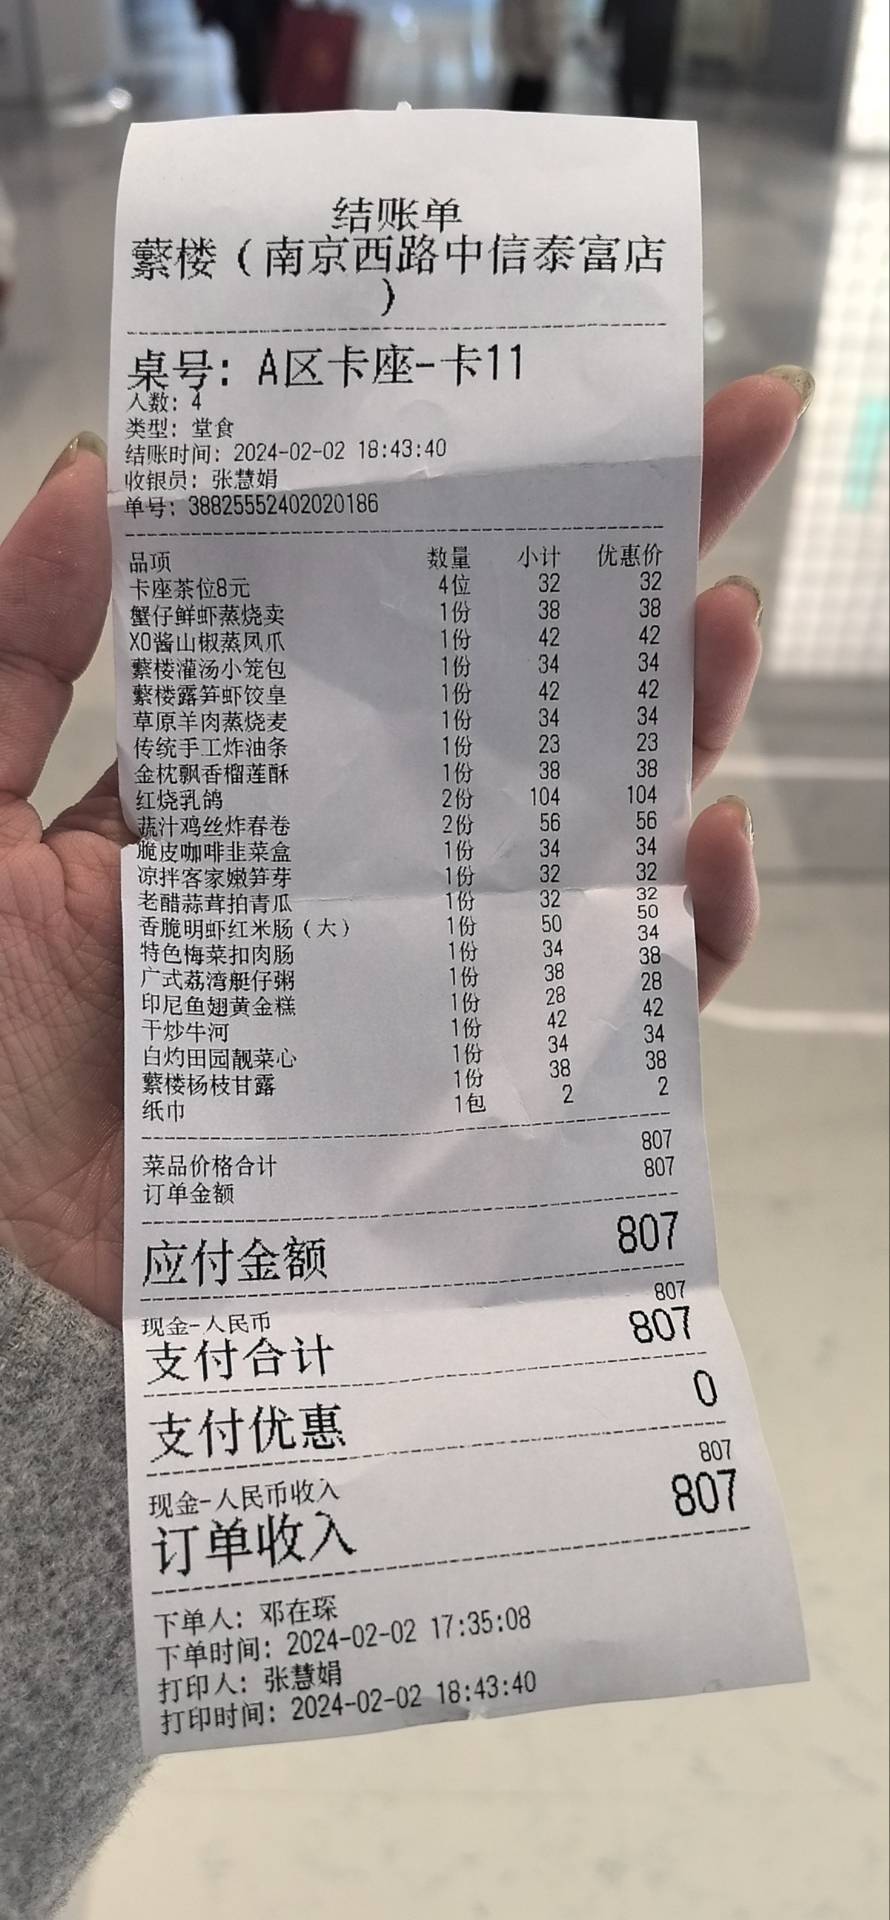 结账单
蘩楼（南京西路中信泰富店
）
桌号: A区卡座-卡11
人数: 4
类型: 堂食
结账时间: 2024-02-02 18:43:40
收银员: 张慧娟
单号: 38825552402020186
品项 数量 小计 优惠价
卡座茶位8元 4位 32 32
蟹仔鲜虾蒸烧卖 1份 38 38
XO酱山椒蒸凤爪 1份 42 42
蘩楼灌汤小笼包 1份 34 34
蘩楼露笋虾饺皇 1份 42 42
草原羊肉蒸烧麦 1份 34 34
传统手工炸油条 1份 23 23
金枕飘香榴莲酥 1份 38 38
红烧乳鸽 2份 104 104
蔬汁鸡丝炸春卷 2份 56 56
脆皮咖啡韭菜盒 1份 34 34
凉拌客家嫩笋芽 1份 32 32
老醋蒜茸拍青瓜 1份 32 32
香脆明虾红米肠（大） 1份 50 50
特色梅菜扣肉肠 1份 34 34
广式荔湾艇仔粥 1份 38 38
印尼鱼翅黄金糕 1份 28 28
干炒牛河 1份 42 42
白灼田园靓菜心 1份 34 34
蘩楼杨枝甘露 1份 38 38
纸巾 1包 2 2
菜品价格合计 807
订单金额 807
应付金额 807
现金-人民币 807
支付合计 807
支付优惠 0
现金-人民币收入 807
订单收入 807
下单人: 邓在琛
下单时间: 2024-02-02 17:35:08
打印人: 张慧娟
打印时间: 2024-02-02 18:43:40